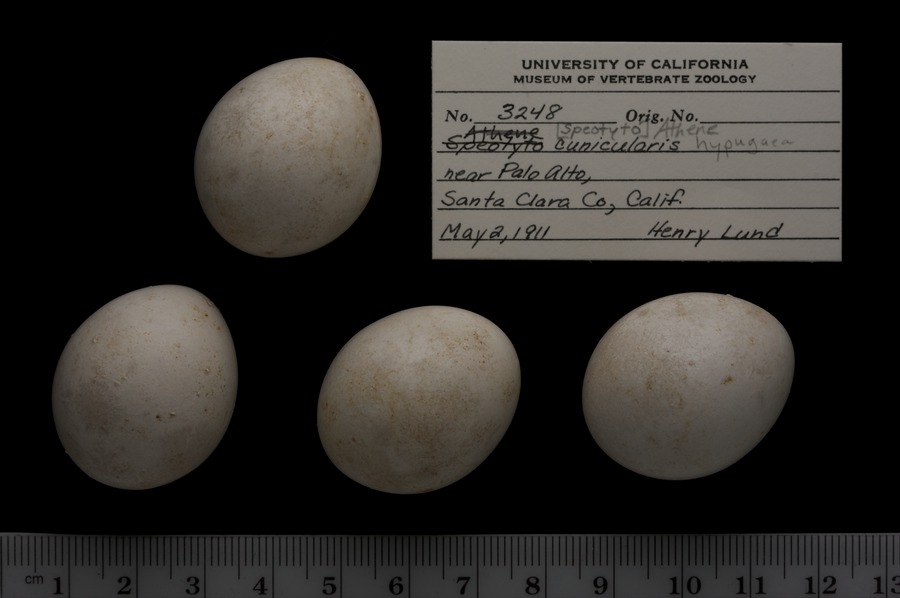 UNIVERSITY OF CALIFORNIA
MUSEUM OF VERTEBRATE ZOOLOGY
No. 3248 Orig. No.
Athene [Speotyto] Athene
Speotyto cunicularis hypugaea
near Palo Alto,
Santa Clara Co, Calif.
May 2, 1911 Henry Lund
cm 1 2 3 4 5 6 7 8 9 10 11 12 13